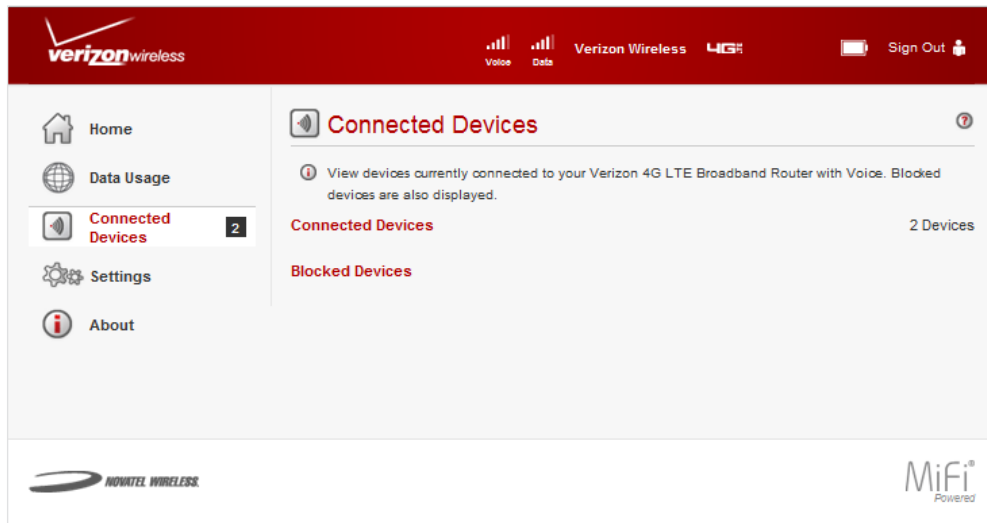 verizonwireless
Voice
Data
Verizon Wireless
4G LTE
Sign Out
Home
Data Usage
Connected
Devices
2
Settings
About
Connected Devices
?
View devices currently connected to your Verizon 4G LTE Broadband Router with Voice. Blocked
devices are also displayed.
Connected Devices
2 Devices
Blocked Devices
NOVATEL WIRELESS.
MiFi®
Powered